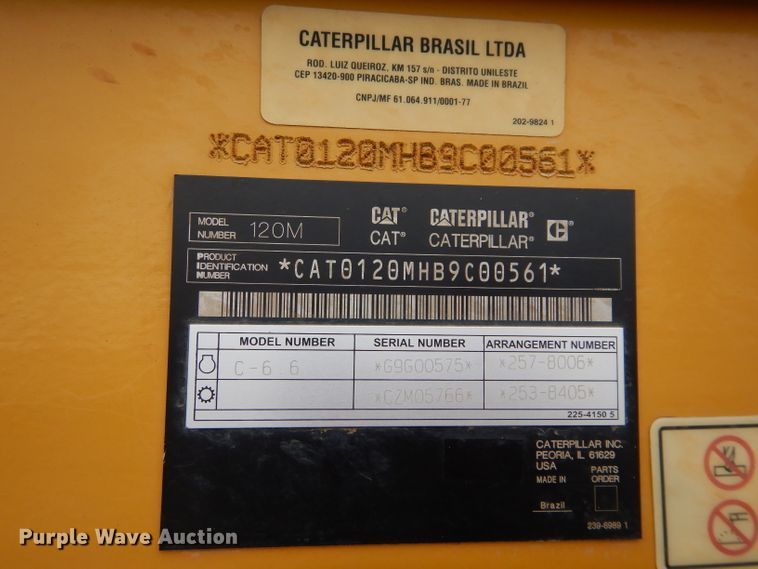 CATERPILLAR BRASIL LTDA
ROD. LUIZ QUEIROZ, KM 157 s/n - DISTRITO UNILESTE
CEP 13420-900 PIRACICABA-SP IND. BRAS. MADE IN BRAZIL
CNPJ/MF 61.064.911/0001-77
202-9824 1
*CAT0120MHB9C00561*
MODEL NUMBER 120M
CAT® CATERPILLAR® C
CAT® CATERPILLAR®
PRODUCT IDENTIFICATION NUMBER *CAT0120MHB9C00561*
MODEL NUMBER SERIAL NUMBER ARRANGEMENT NUMBER
C-6.6 *G9G00575* *257-8006*
*CZM05766* *253-8405*
225-4150 5
CATERPILLAR INC.
PEORIA, IL 61629
USA
MADE IN PARTS ORDER
Brazil
239-6989 1
Purple Wave Auction